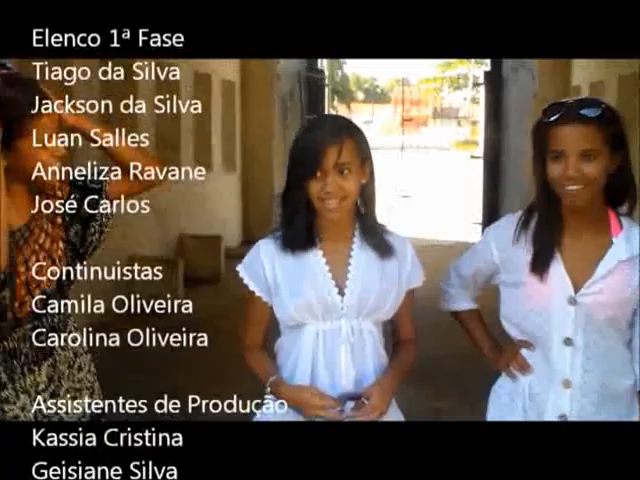 Elenco 1ª Fase
Tiago da Silva
Jackson da Silva
Luan Salles
Anneliza Ravane
José Carlos
Continuistas
Camila Oliveira
Carolina Oliveira
Assistentes de Produção
Kassia Cristina
Geisiane Silva